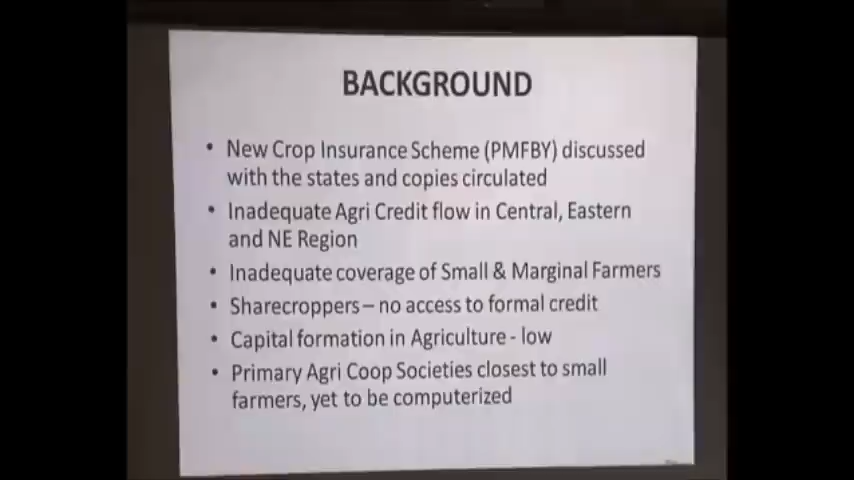 BACKGROUND
• New Crop Insurance Scheme (PMFBY) discussed
with the states and copies circulated
• Inadequate Agri Credit flow in Central, Eastern
and NE Region
• Inadequate coverage of Small & Marginal Farmers
• Sharecroppers – no access to formal credit
• Capital formation in Agriculture - low
• Primary Agri Coop Societies closest to small
farmers, yet to be computerized